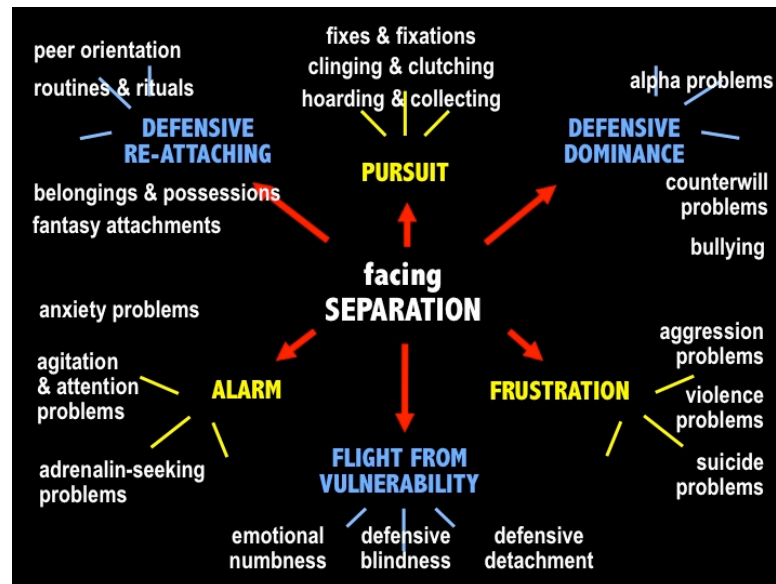 peer orientation
routines & rituals
DEFENSIVE
RE-ATTACHING
belongings & possessions
fantasy attachments
fixes & fixations
clinging & clutching
hoarding & collecting
PURSUIT
alpha problems
DEFENSIVE
DOMINANCE
counterwill
problems
bullying
facing
SEPARATION
anxiety problems
agitation
& attention
problems
adrenalin-seeking
problems
ALARM
FRUSTRATION
aggression
problems
violence
problems
suicide
problems
FLIGHT FROM
VULNERABILITY
emotional
numbness
defensive
blindness
defensive
detachment